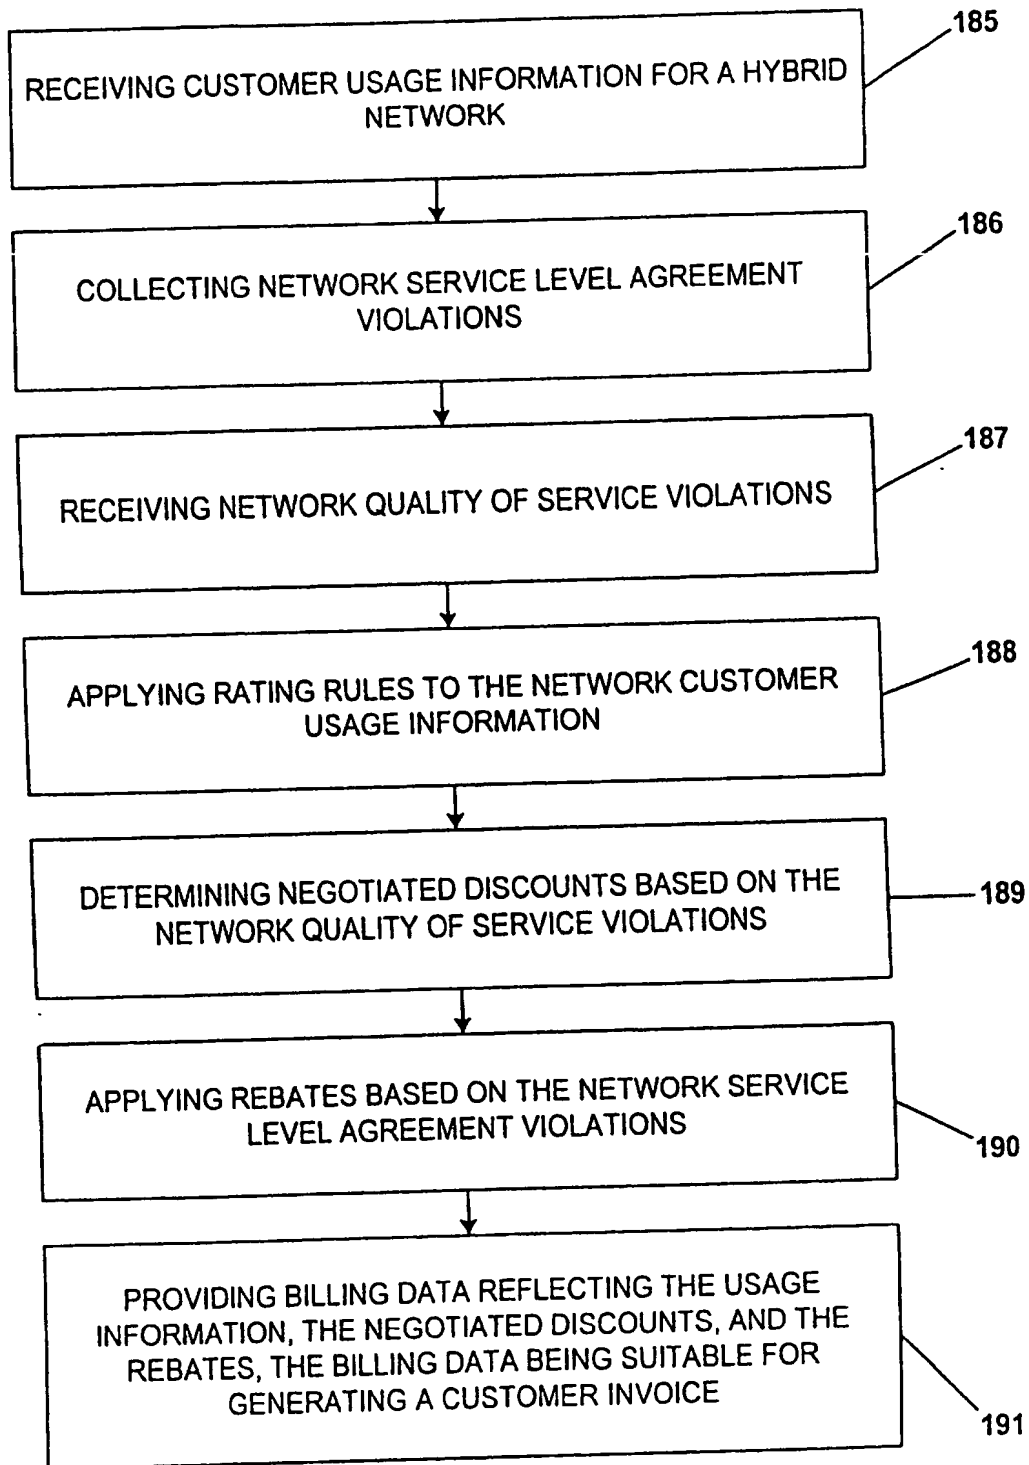 185
RECEIVING CUSTOMER USAGE INFORMATION FOR A HYBRID
NETWORK
186
COLLECTING NETWORK SERVICE LEVEL AGREEMENT
VIOLATIONS
187
RECEIVING NETWORK QUALITY OF SERVICE VIOLATIONS
188
APPLYING RATING RULES TO THE NETWORK CUSTOMER
USAGE INFORMATION
DETERMINING NEGOTIATED DISCOUNTS BASED ON THE
NETWORK QUALITY OF SERVICE VIOLATIONS
189
APPLYING REBATES BASED ON THE NETWORK SERVICE
LEVEL AGREEMENT VIOLATIONS
190
PROVIDING BILLING DATA REFLECTING THE USAGE
INFORMATION, THE NEGOTIATED DISCOUNTS, AND THE
REBATES, THE BILLING DATA BEING SUITABLE FOR
GENERATING A CUSTOMER INVOICE
191